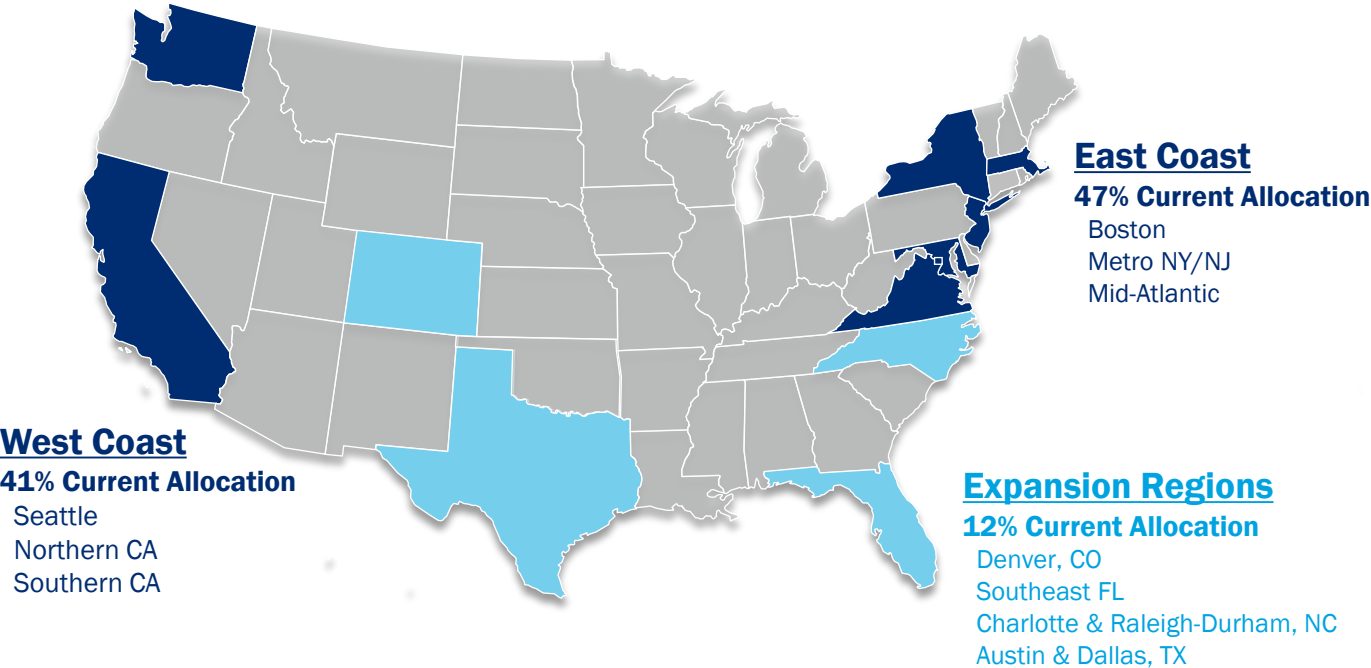 East Coast
47% Current Allocation
Boston
Metro NY/NJ
Mid-Atlantic
West Coast
41% Current Allocation
Seattle
Northern CA
Southern CA
Expansion Regions
12% Current Allocation
Denver, CO
Southeast FL
Charlotte & Raleigh-Durham, NC
Austin & Dallas, TX